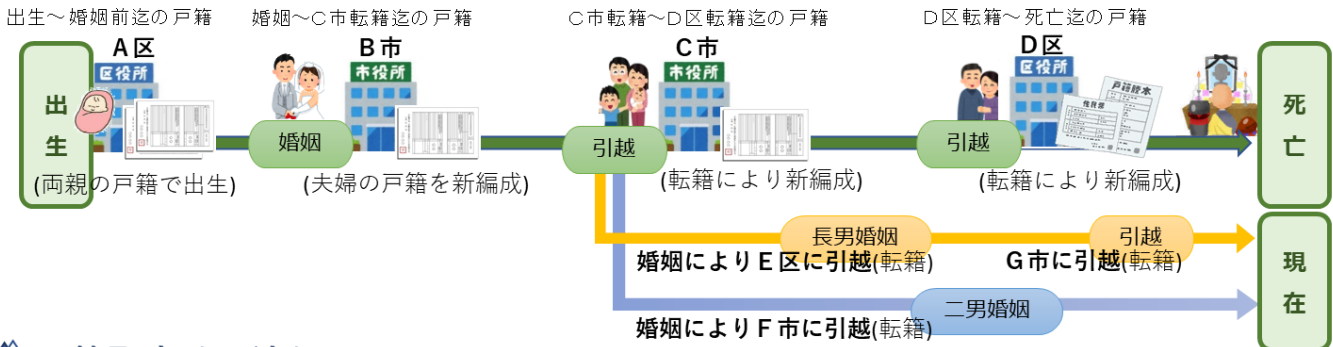 出生～婚姻前迄の戸籍
婚姻～C市転籍迄の戸籍
C市転籍～D区転籍迄の戸籍
D区転籍～死亡迄の戸籍
A区
B市
C市
D区
区役所
市役所
市役所
区役所
戸籍謄本
住民票
出生
婚姻
引越
引越
死亡
(両親の戸籍で出生)
(夫婦の戸籍を新編成)
(転籍により新編成)
(転籍により新編成)
長男婚姻
引越
婚姻によりE区に引越(転籍)
G市に引越(転籍)
現在
二男婚姻
婚姻によりF市に引越(転籍)